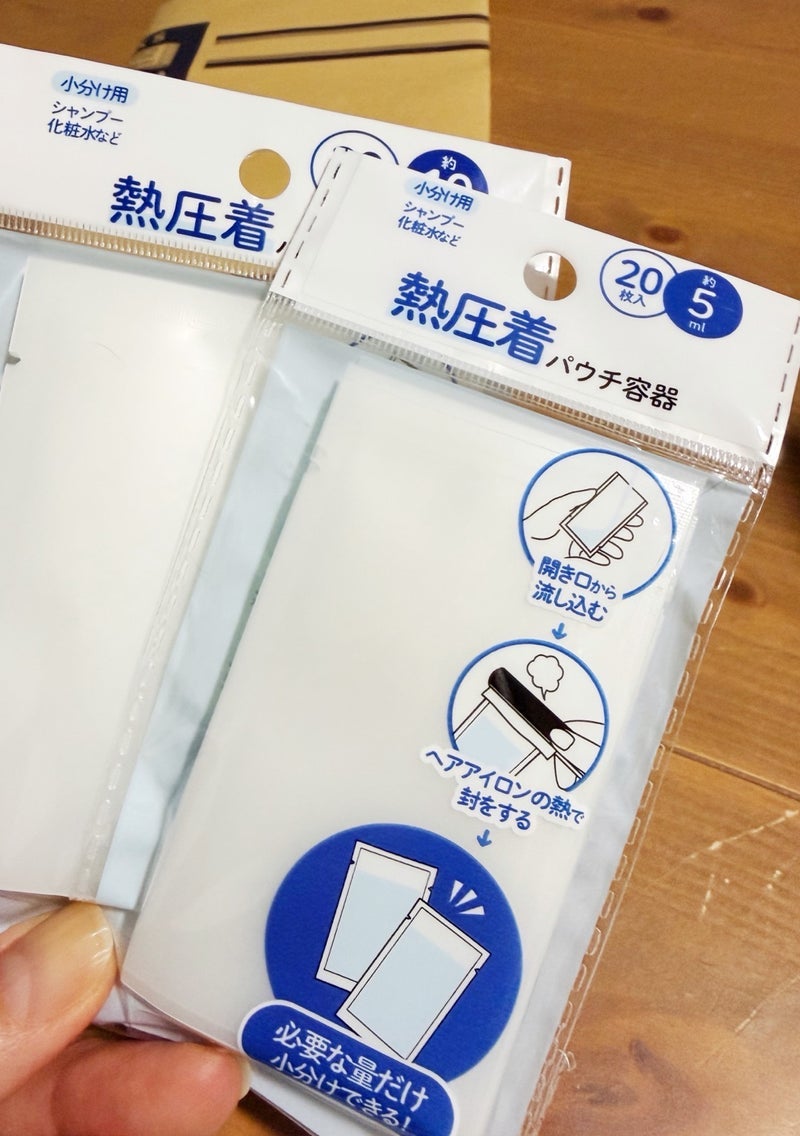 小分け用
シャンプー
化粧水など
約
熱圧着
小分け用
シャンプー
化粧水など
20
枚入
約
5
ml
熱圧着パウチ容器
開き口から
流し込む
ヘアアイロンの熱で
封をする
必要な量だけ
小分けできる!